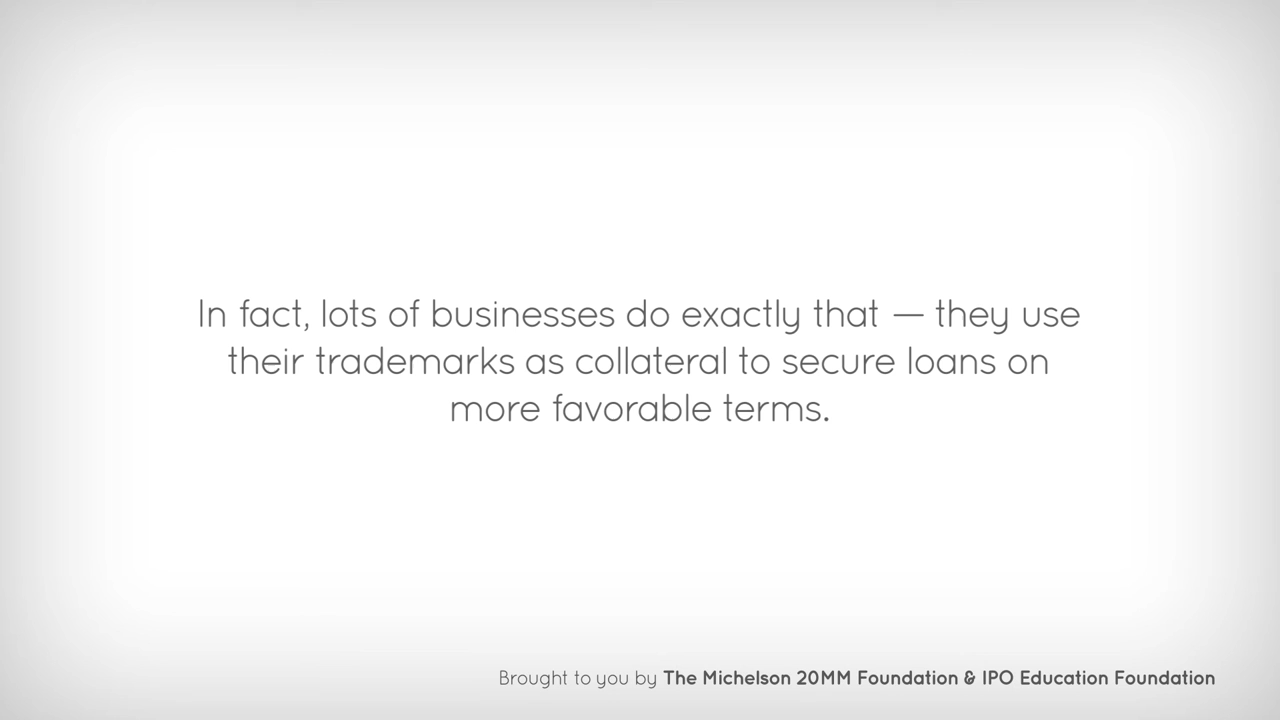 In fact, lots of businesses do exactly that — they use
their trademarks as collateral to secure loans on
more favorable terms.
Brought to you by The Michelson 20MM Foundation & IPO Education Foundation